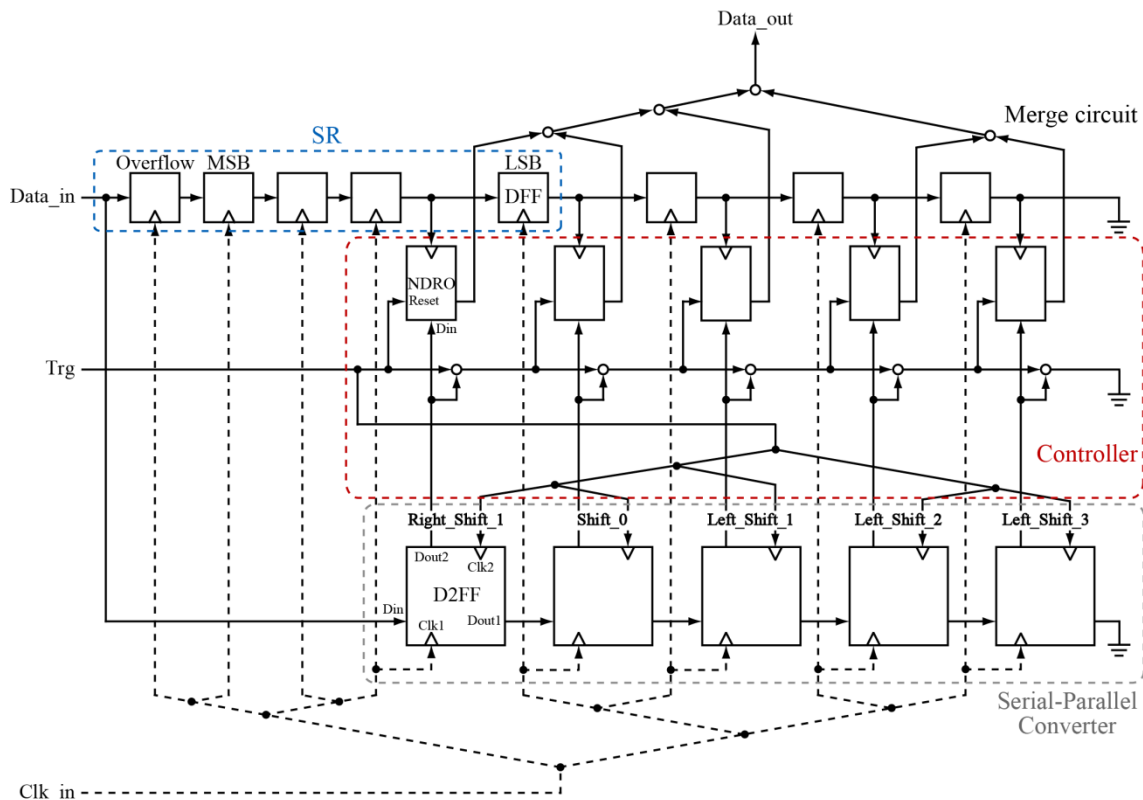 Data_out
Merge circuit
SR
Overflow
MSB
LSB
Data_in
DFF
NDRO
Reset
Din
Trg
Controller
Right_Shift_1
Shift_0
Left_Shift_1
Left_Shift_2
Left_Shift_3
Dout2
Clk2
D2FF
Din
Dout1
Clk1
Serial-Parallel
Converter
Clk_in